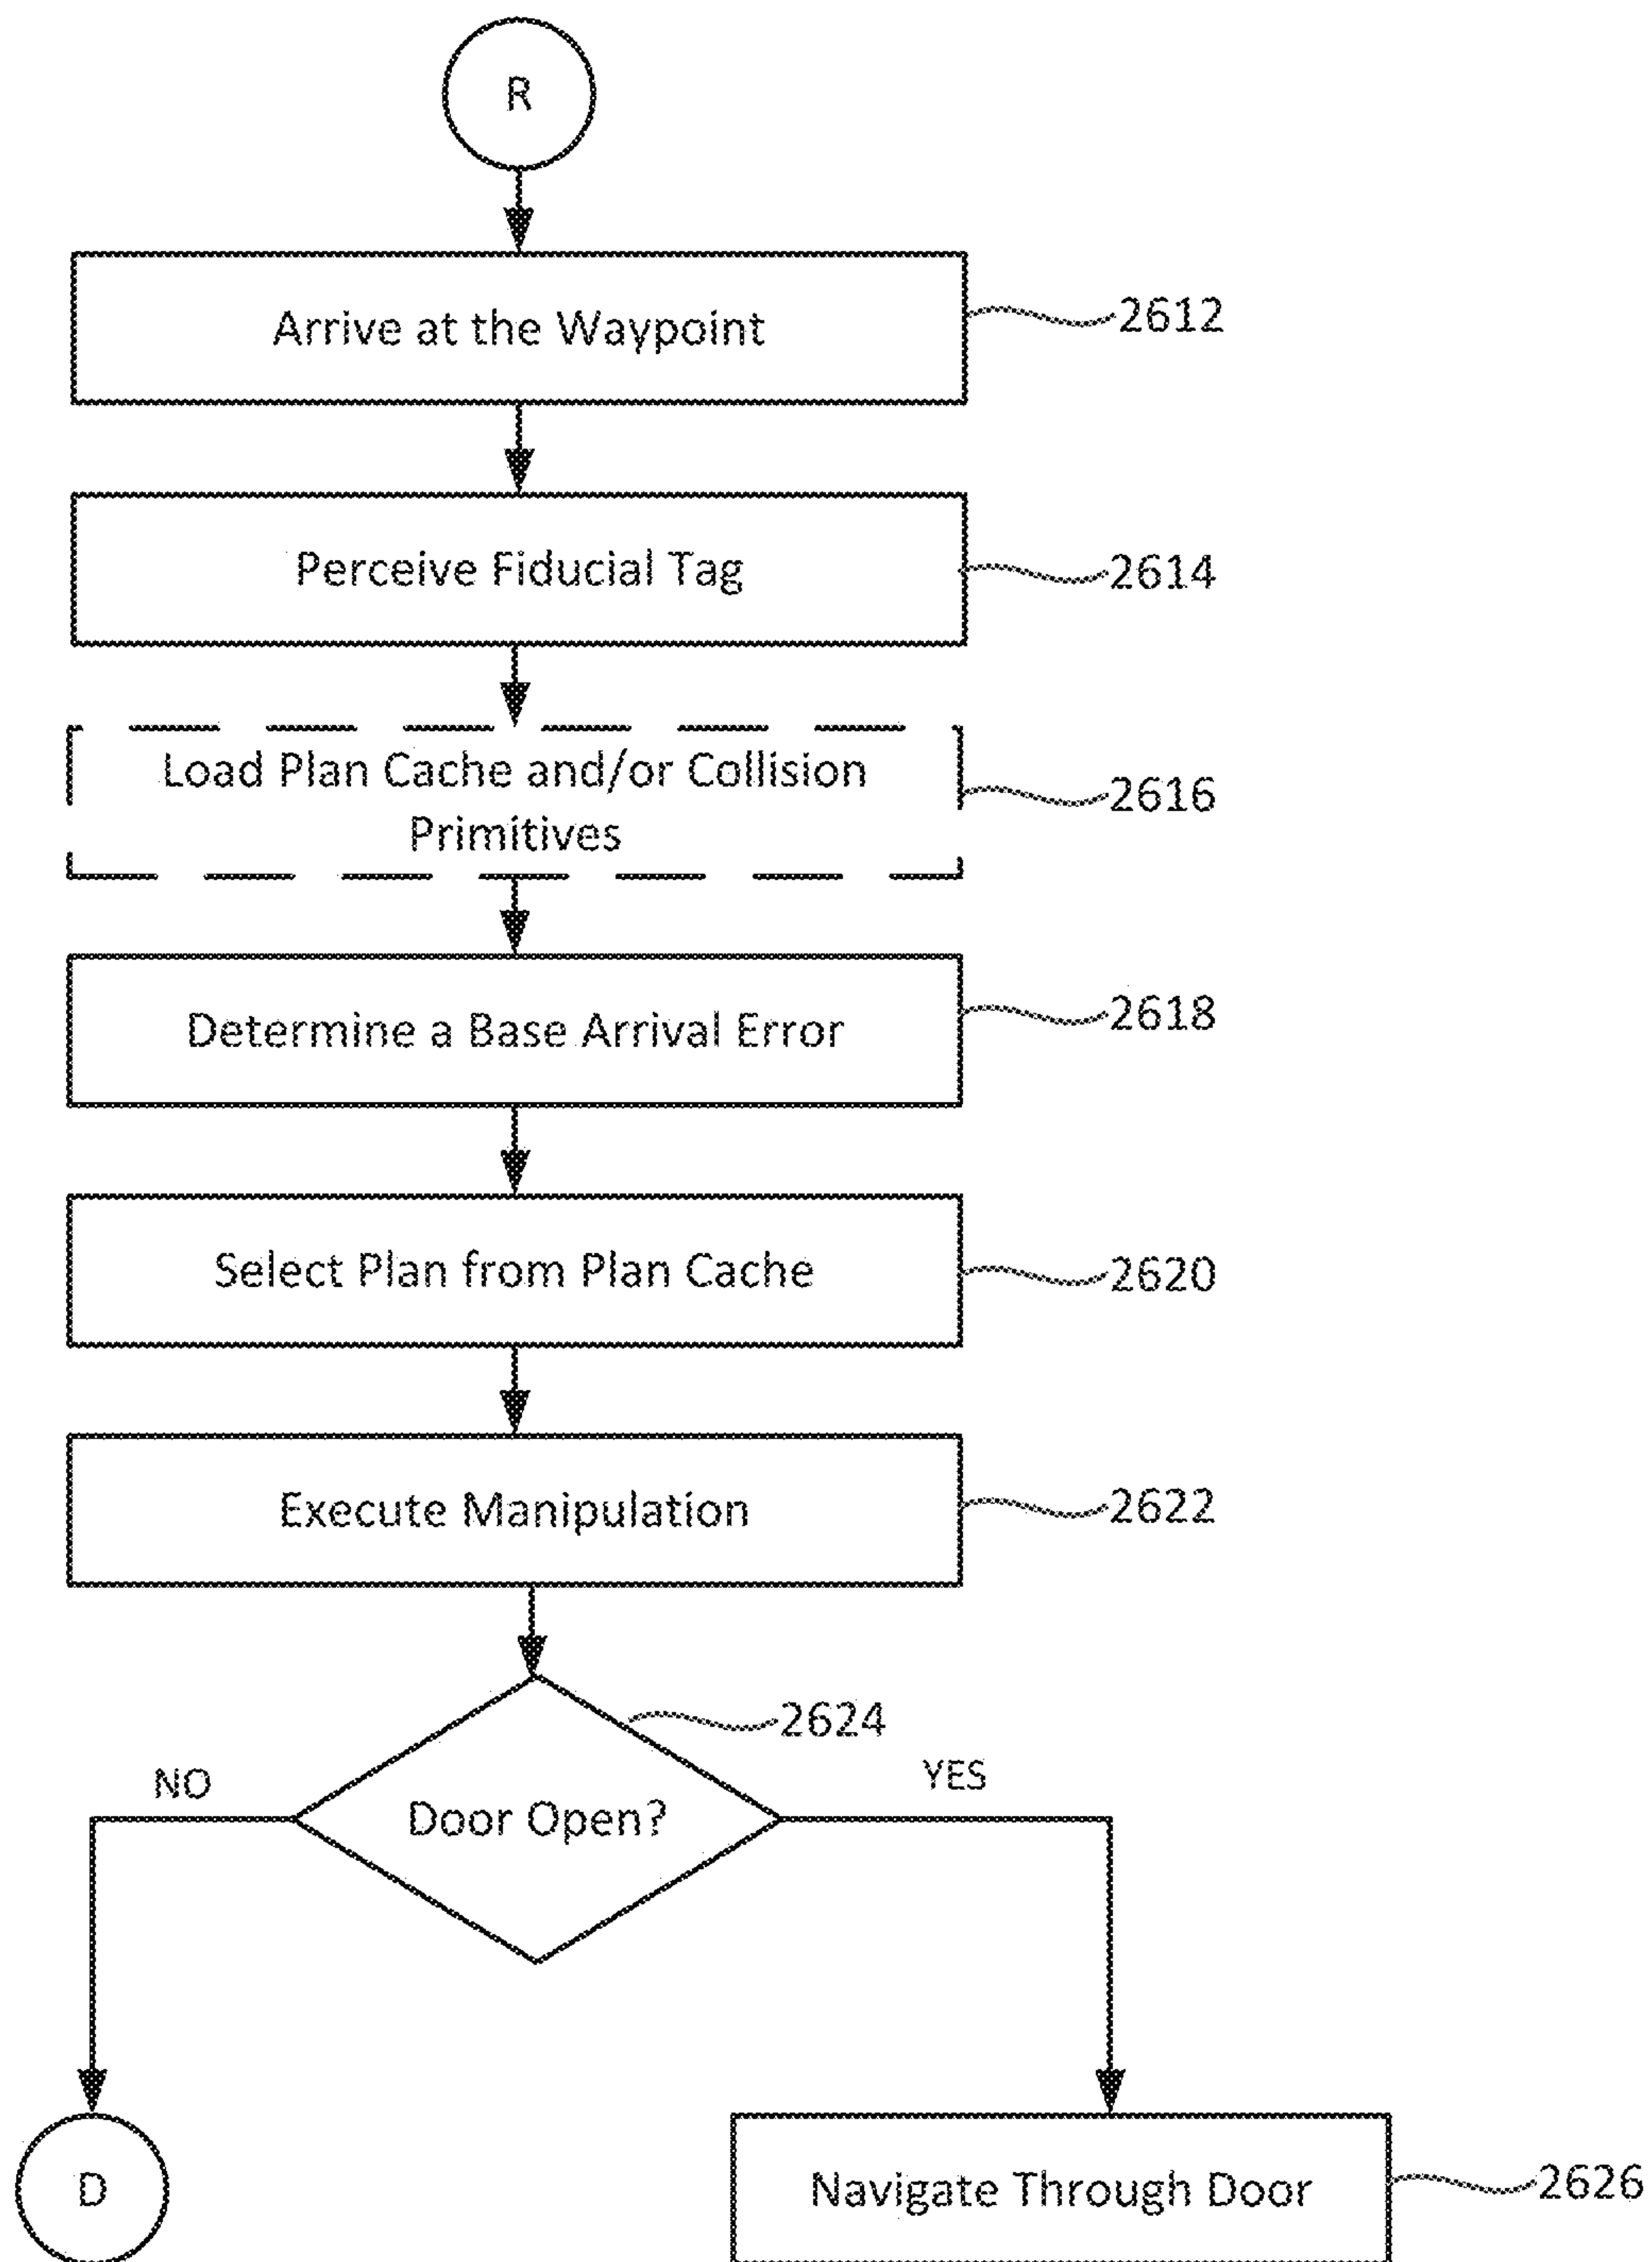 R
Arrive at the Waypoint
2612
Perceive Fiducial Tag
2614
Load Plan Cache and/or Collision
Primitives
2616
Determine a Base Arrival Error
2618
Select Plan from Plan Cache
2620
Execute Manipulation
2622
2624
NO
YES
Door Open?
D
Navigate Through Door
2626